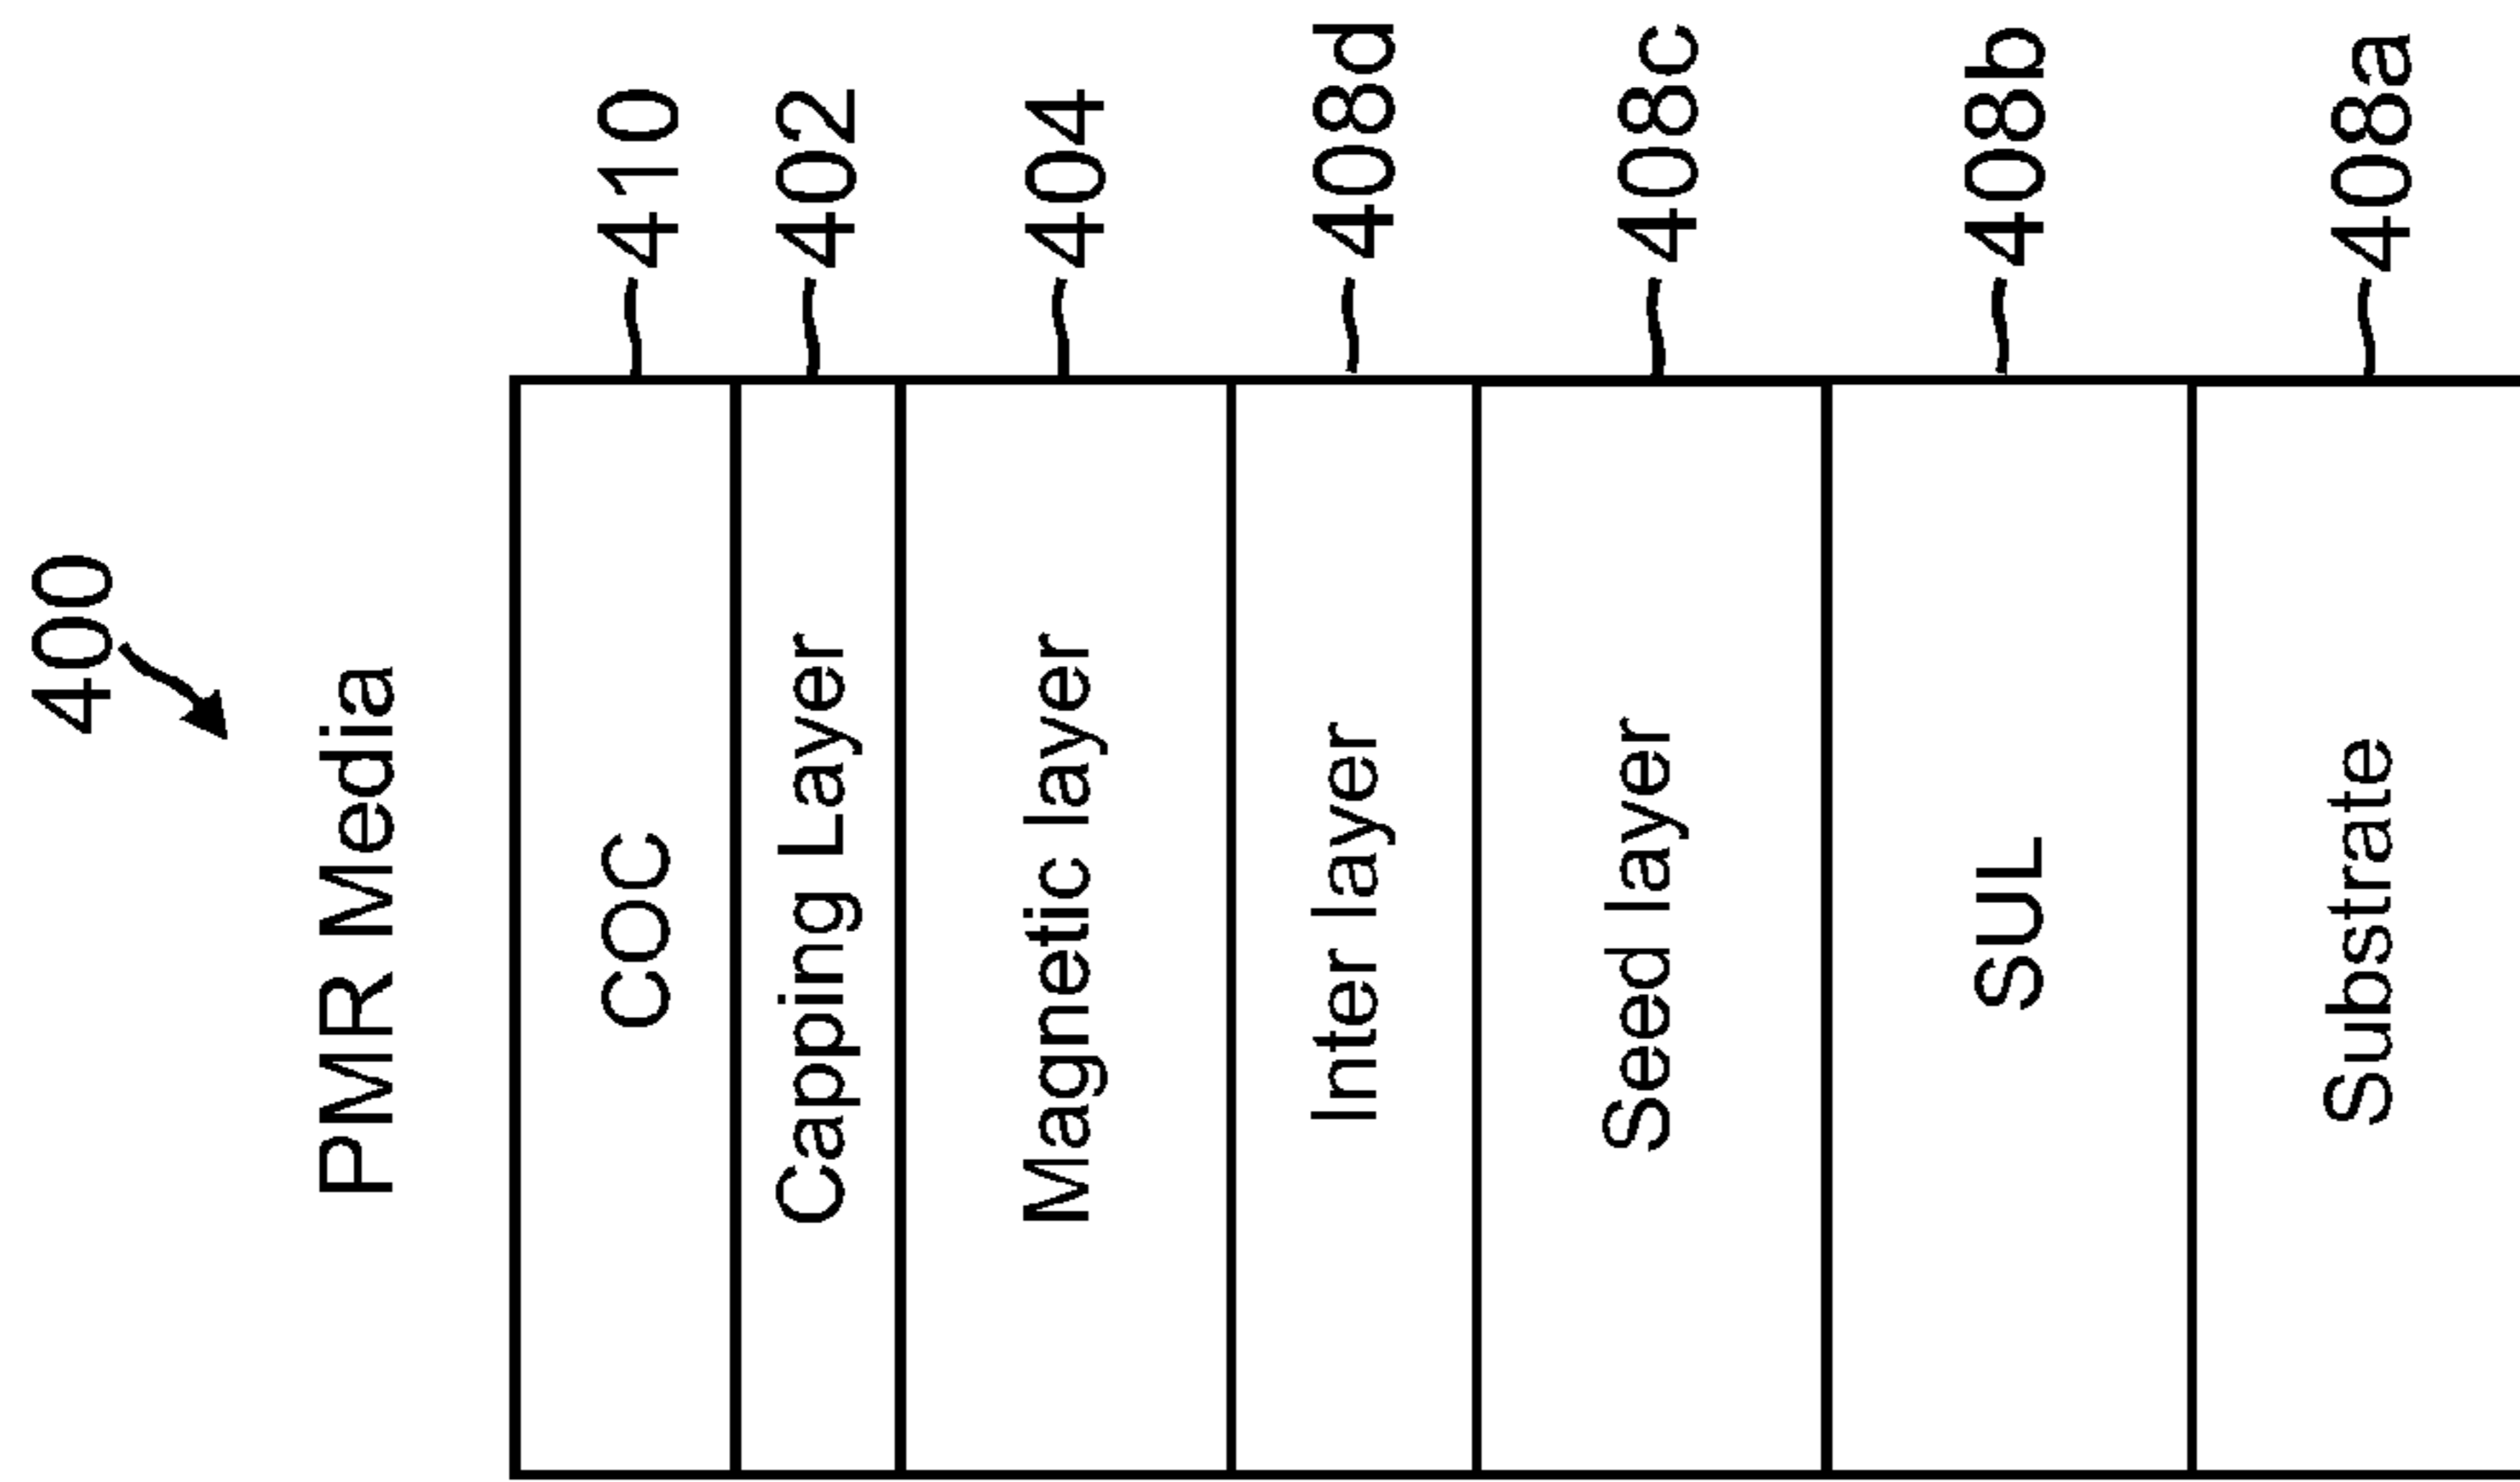 400
PMR Media
COC 410
Capping Layer 402
Magnetic layer 404
Inter layer 408d
Seed layer 408c
SUL 408b
Substrate 408a